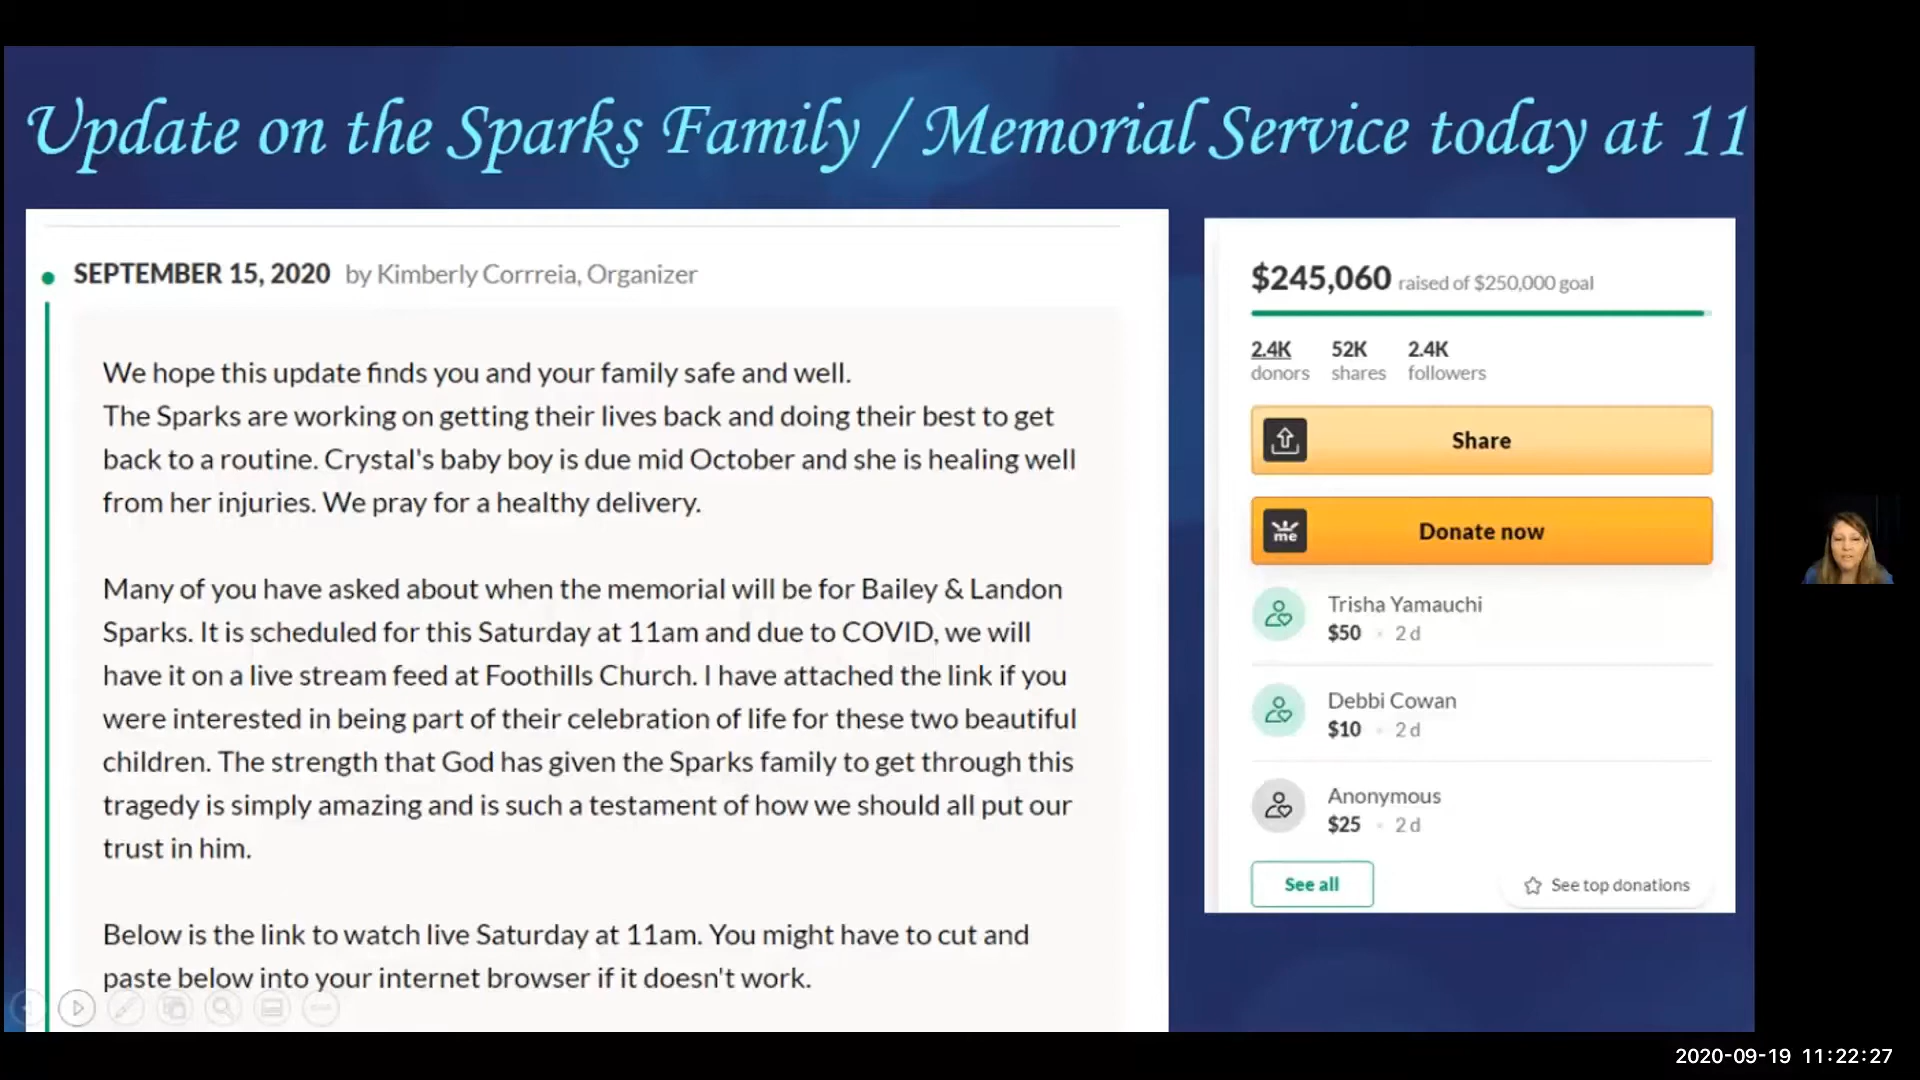 Update on the Sparks Family / Memorial Service today at 11
SEPTEMBER 15, 2020 by Kimberly Corrreia, Organizer
We hope this update finds you and your family safe and well.
The Sparks are working on getting their lives back and doing their best to get
back to a routine. Crystal's baby boy is due mid October and she is healing well
from her injuries. We pray for a healthy delivery.
Many of you have asked about when the memorial will be for Bailey & Landon
Sparks. It is scheduled for this Saturday at 11am and due to COVID, we will
have it on a live stream feed at Foothills Church. I have attached the link if you
were interested in being part of their celebration of life for these two beautiful
children. The strength that God has given the Sparks family to get through this
tragedy is simply amazing and is such a testament of how we should all put our
trust in him.
Below is the link to watch live Saturday at 11am. You might have to cut and
paste below into your internet browser if it doesn't work.
$245,060 raised of $250,000 goal
2.4K 52K 2.4K
donors shares followers
Share
me Donate now
Trisha Yamauchi
$50 • 2 d
Debbi Cowan
$10 • 2 d
Anonymous
$25 • 2 d
See all See top donations
2020-09-19 11:22:27